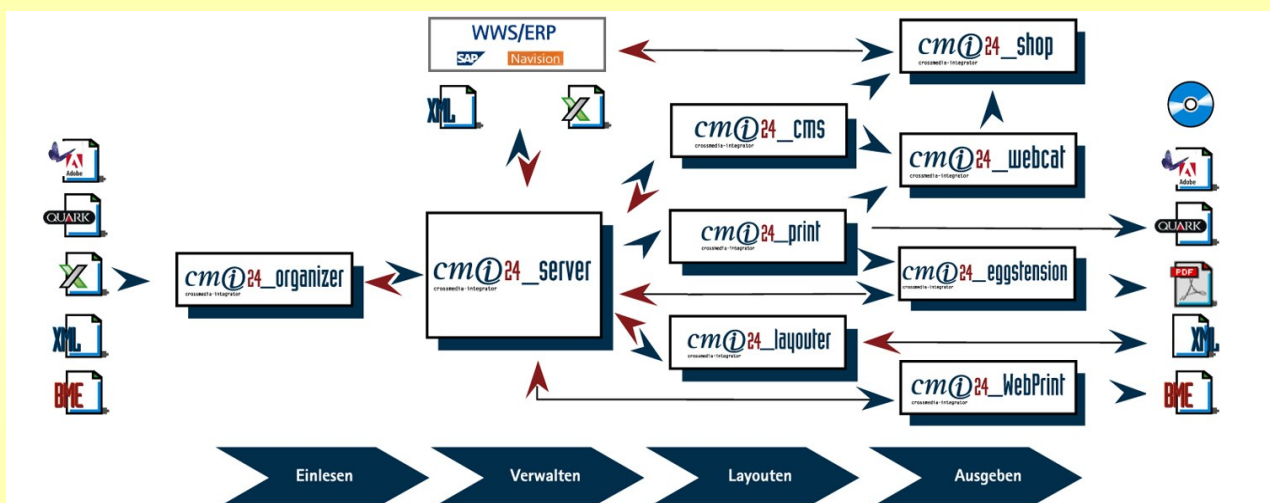 WWS/ERP
SAP Navision
XML
X
cmi24_shop
crossmedia-integrator
cmi24_cms
crossmedia-integrator
cmi24_webcat
crossmedia-integrator
Adobe
QUARK
X
XML
BME
cmi24_organizer
crossmedia-integrator
cmi24_server
crossmedia-integrator
cmi24_print
crossmedia-integrator
cmi24_eggstension
crossmedia-integrator
cmi24_layouter
crossmedia-integrator
cmi24_WebPrint
crossmedia-integrator
Adobe
QUARK
PDF
XML
BME
Einlesen
Verwalten
Layouten
Ausgeben